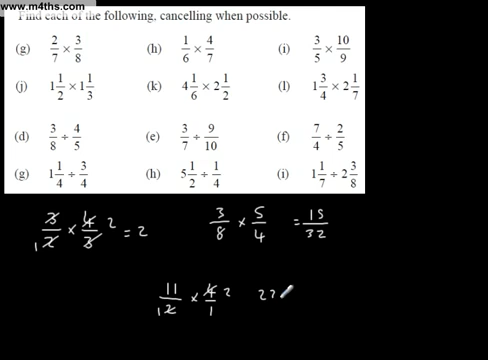 www.m4ths.com
Find each of the following, cancelling when possible.
(g) 2/7 × 3/8 (h) 1/6 × 4/7 (i) 3/5 × 10/9
(j) 1 1/2 × 1 1/3 (k) 4 1/6 × 2 1/2 (l) 1 3/4 × 2 1/7
(d) 3/8 ÷ 4/5 (e) 3/7 ÷ 9/10 (f) 7/4 ÷ 2/5
(g) 1 1/4 ÷ 3/4 (h) 5 1/2 ÷ 1/4 (i) 1 1/7 ÷ 2 3/8
3/2 1 × 4/3 2 = 2 3/8 × 5/4 = 15/32
11/2 1 × 4/1 2 22